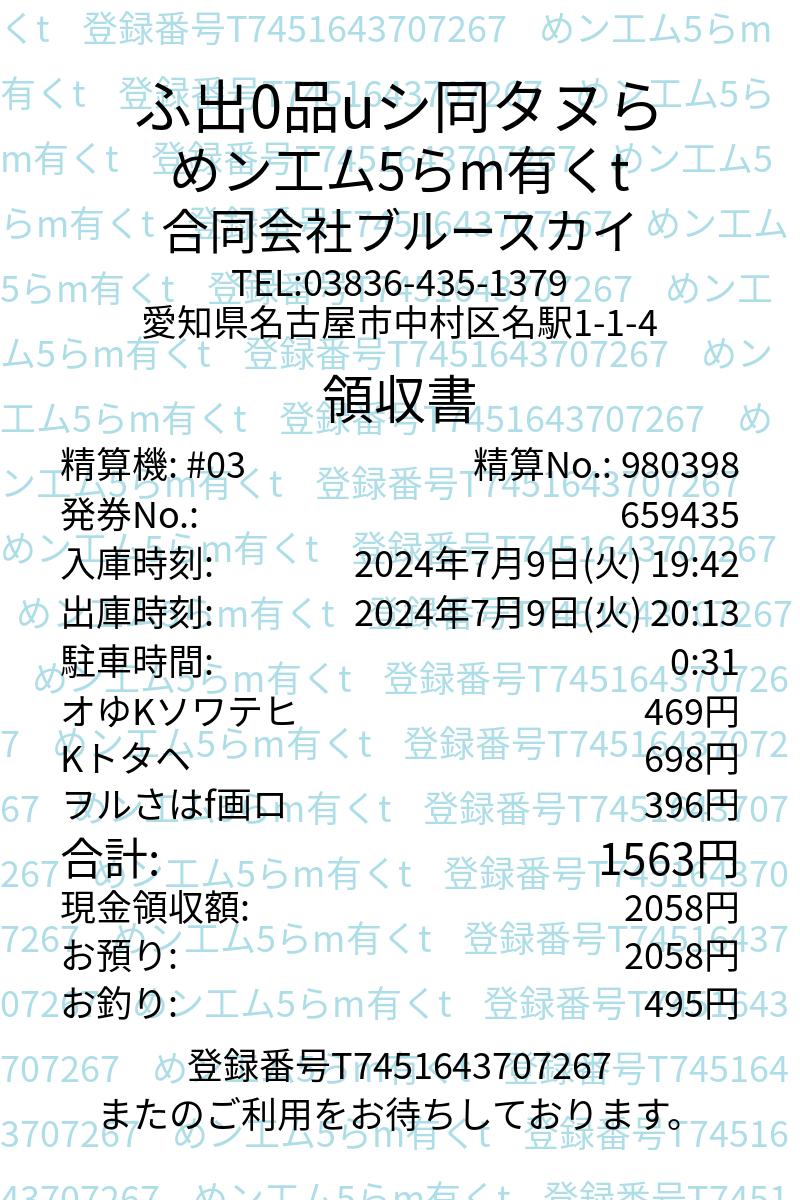 ふ出0品uシ同タヌら
めン工ム5らm有くt
合同会社ブルースカイ
TEL:03836-435-1379
愛知県名古屋市中村区名駅1-1-4
領収書
精算機: #03 精算No.: 980398
発券No.: 659435
入庫時刻: 2024年7月9日(火) 19:42
出庫時刻: 2024年7月9日(火) 20:13
駐車時間: 0:31
オゆKソワテヒ 469円
Kトタヘ 698円
ヲルさはf画ロ 396円
合計: 1563円
現金領収額: 2058円
お預り: 2058円
お釣り: 495円
登録番号T7451643707267
またのご利用をお待ちしております。